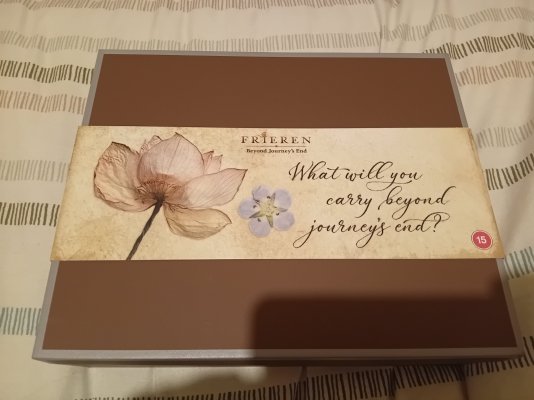 FRIEREN
Beyond Journey's End
What will you
carry beyond
journey's end?
15